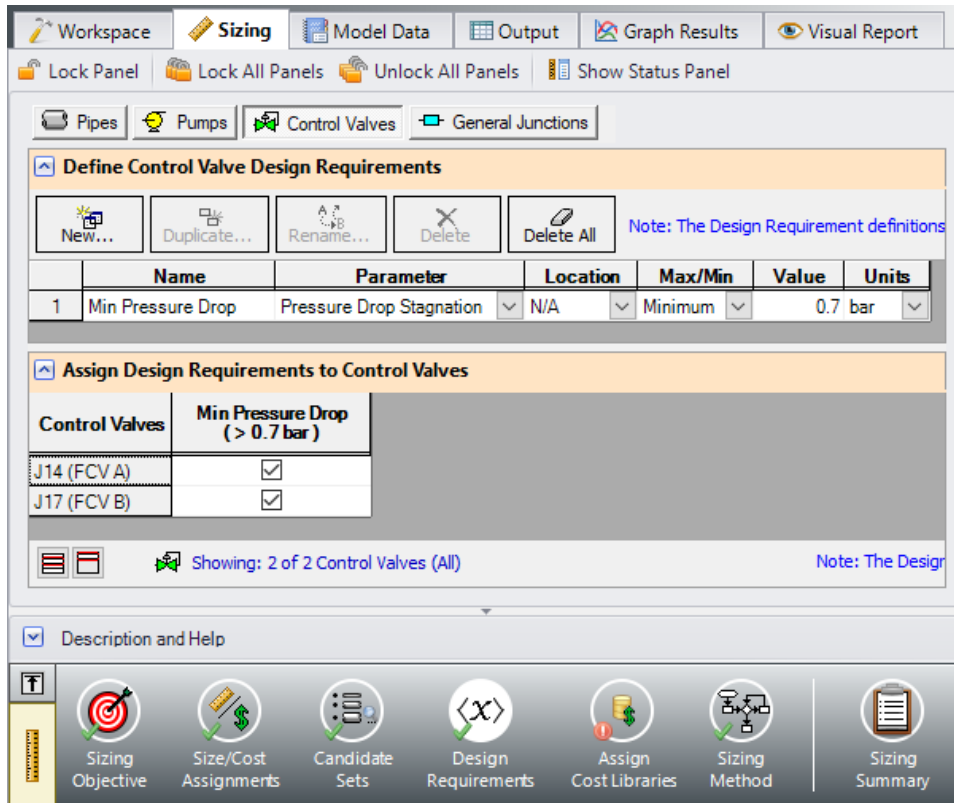 Workspace Sizing Model Data Output Graph Results Visual Report
Lock Panel Lock All Panels Unlock All Panels Show Status Panel
Pipes Pumps Control Valves General Junctions
Define Control Valve Design Requirements
New... Duplicate... Rename... Delete Delete All Note: The Design Requirement definitions
Name Parameter Location Max/Min Value Units
1 Min Pressure Drop Pressure Drop Stagnation N/A Minimum 0.7 bar
Assign Design Requirements to Control Valves
Control Valves Min Pressure Drop
( > 0.7 bar )
J14 (FCV A)
J17 (FCV B)
Showing: 2 of 2 Control Valves (All) Note: The Design
Description and Help
Sizing Size/Cost Candidate Design Assign Sizing Sizing
Objective Assignments Sets Requirements Cost Libraries Method Summary